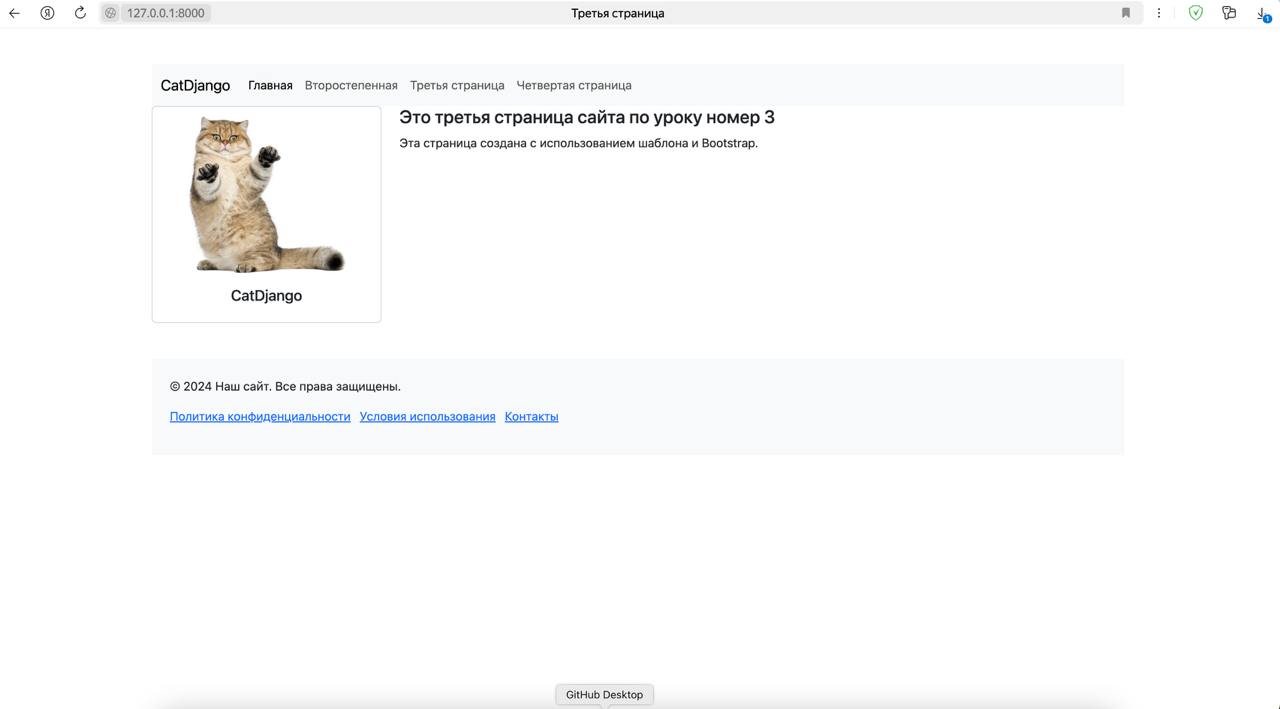 Я 127.0.0.1:8000 Третья страница 1
CatDjango Главная Второстепенная Третья страница Четвертая страница
Это третья страница сайта по уроку номер 3
Эта страница создана с использованием шаблона и Bootstrap.
CatDjango
© 2024 Наш сайт. Все права защищены.
Политика конфиденциальности Условия использования Контакты
GitHub Desktop